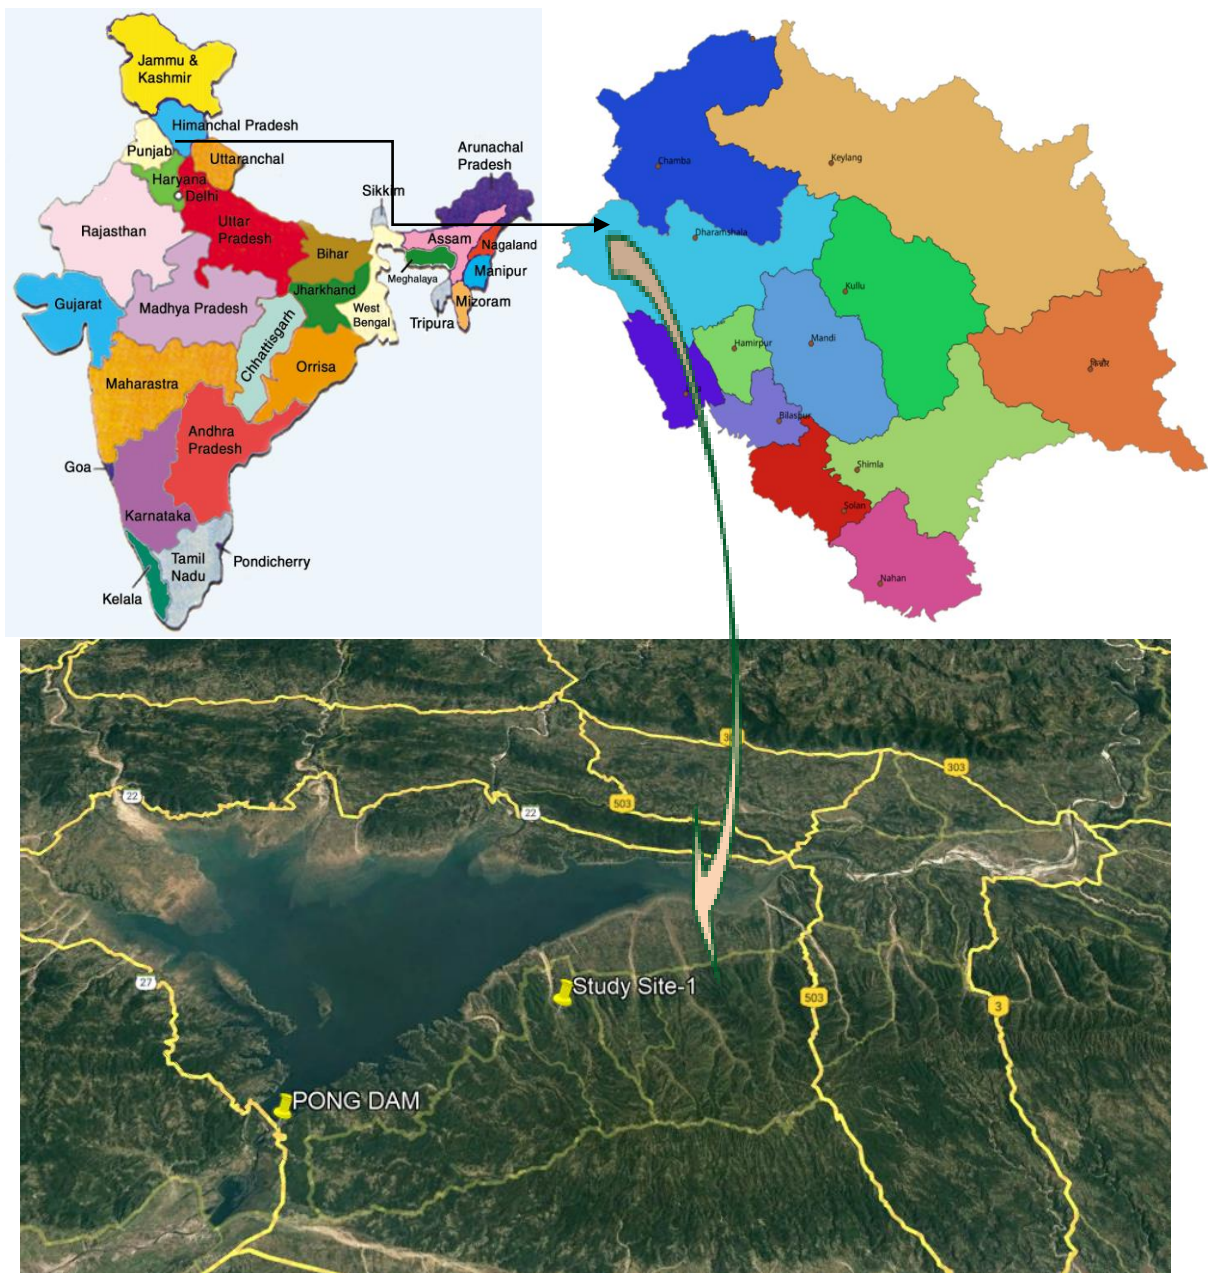 Jammu &
Kashmir
Himanchal Pradesh
Punjab
Uttaranchal
Haryana
Delhi
Arunachal
Pradesh
Sikkim
Rajasthan
Uttar
Pradesh
Bihar
Assam
Nagaland
Meghalaya
Manipur
Gujarat
Madhya Pradesh
Jharkhand
West
Bengal
Tripura
Mizoram
Chhattisgarh
Maharastra
Orrisa
Andhra
Pradesh
Goa
Karnataka
Tamil
Nadu
Pondicherry
Kelala
Chamba
Keylang
Dharamshala
Kullu
Hamirpur
Mandi
Bilaspur
Shimla
Solan
Nahan
303
22
503
22
27
Study Site-1
503
3
PONG DAM